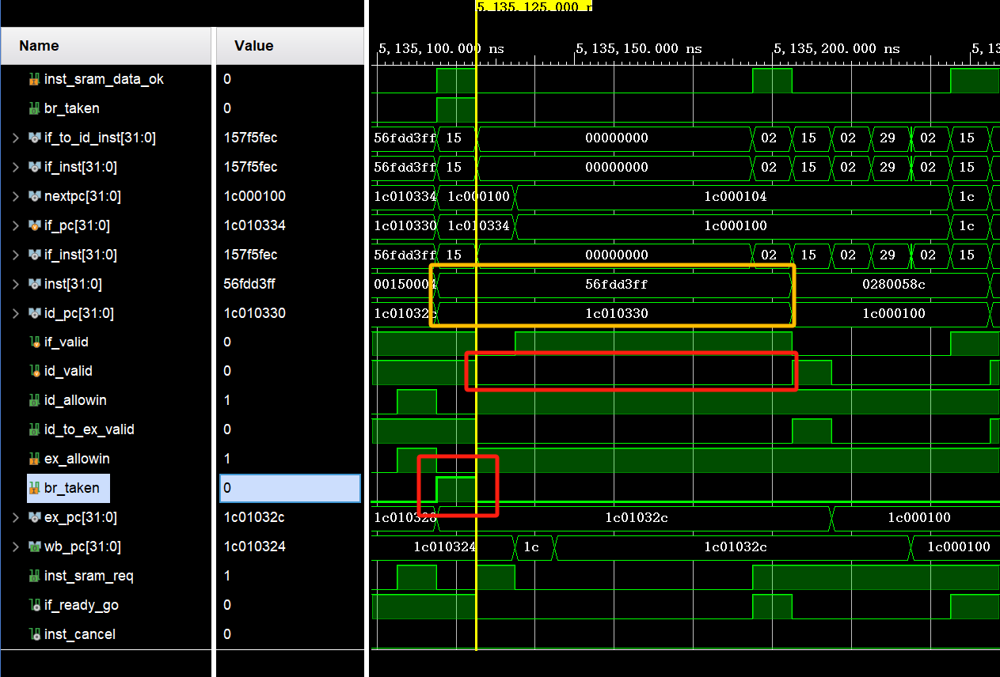 5,135,125.000 n
Name Value
5,135,100.000 ns 5,135,150.000 ns 5,135,200.000 ns 5,13
inst_sram_data_ok 0
br_taken 0
if_to_id_inst[31:0] 157f5fec 56fdd3ff 15 00000000 02 15 02 29 02 15
if_inst[31:0] 157f5fec 56fdd3ff 15 00000000 02 15 02 29 02 15
nextpc[31:0] 1c000100 1c010334 1c000100 1c000104 1c
if_pc[31:0] 1c010334 1c010330 1c010334 1c000100 1c
if_inst[31:0] 157f5fec 56fdd3ff 15 00000000 02 15 02 29 02 15
inst[31:0] 56fdd3ff 00150004 56fdd3ff 0280058c
id_pc[31:0] 1c010330 1c01032c 1c010330 1c000100
if_valid 0
id_valid 0
id_allowin 1
id_to_ex_valid 0
ex_allowin 1
br_taken 0
ex_pc[31:0] 1c01032c 1c010328 1c01032c 1c000100
wb_pc[31:0] 1c010324 1c010324 1c 1c01032c 1c000100
inst_sram_req 1
if_ready_go 0
inst_cancel 0